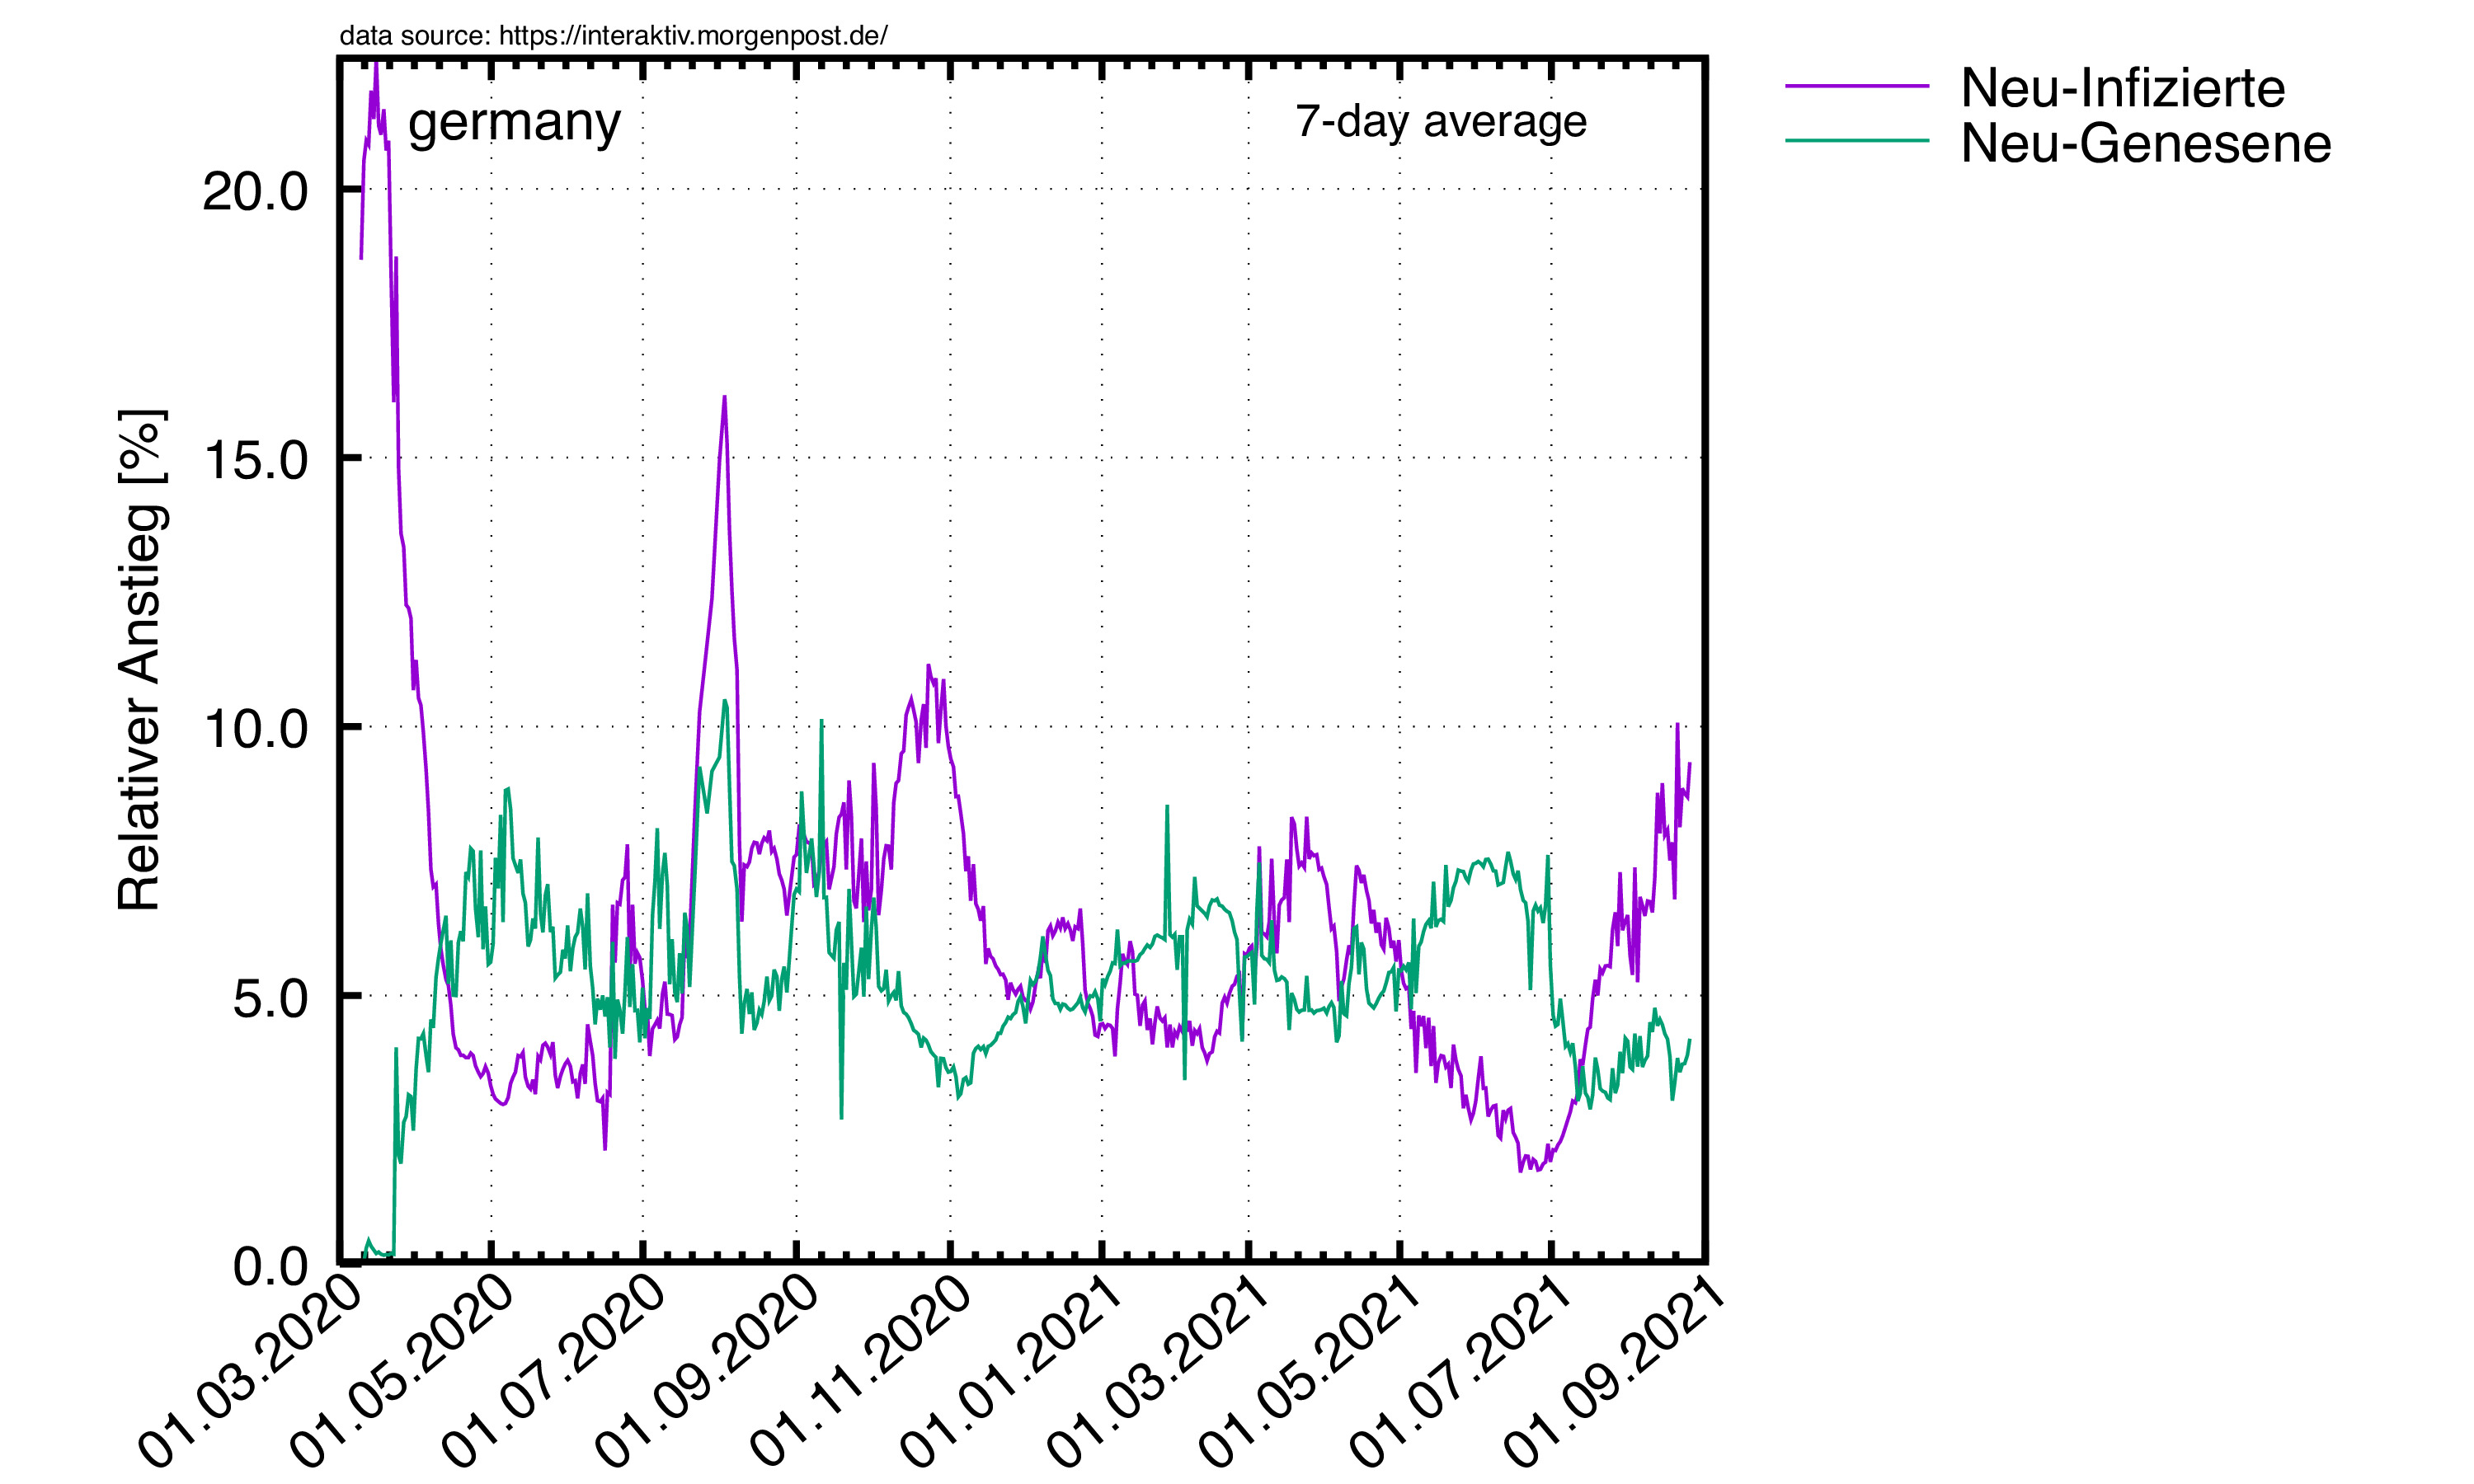 data source: https://interaktiv.morgenpost.de/
germany
7-day average
Neu-Infizierte
Neu-Genesene
Relativer Anstieg [%]
20.0
15.0
10.0
5.0
0.0
01.03.2020
01.05.2020
01.07.2020
01.09.2020
01.11.2020
01.01.2021
01.03.2021
01.05.2021
01.07.2021
01.09.2021